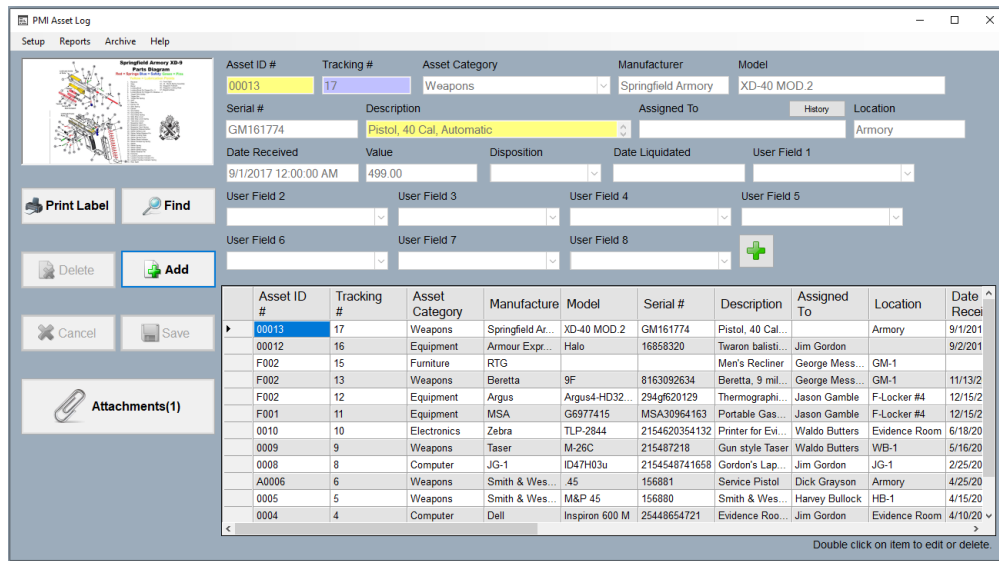 PMI Asset Log
Setup Reports Archive Help
Springfield Armory XD-9
Parts Diagram
Asset ID # Tracking # Asset Category Manufacturer Model
00013 17 Weapons Springfield Armory XD-40 MOD.2
Serial # Description Assigned To History Location
GM161774 Pistol, 40 Cal, Automatic Armory
Date Received Value Disposition Date Liquidated User Field 1
9/1/2017 12:00:00 AM 499.00
User Field 2 User Field 3 User Field 4 User Field 5
User Field 6 User Field 7 User Field 8
Print Label Find
Delete Add
Cancel Save
Attachments(1)
Asset ID # Tracking # Asset Category Manufacture Model Serial # Description Assigned To Location Date Recei
00013 17 Weapons Springfield Ar... XD-40 MOD.2 GM161774 Pistol, 40 Cal... Armory 9/1/201
00012 16 Equipment Armour Expr... Halo 16858320 Twaron balisti... Jim Gordon 9/2/201
F002 15 Furniture RTG Men's Recliner George Mess... GM-1
F002 13 Weapons Beretta 9F 8163092634 Beretta, 9 mil... George Mess... GM-1 11/13/2
F002 12 Equipment Argus Argus4-HD32... 294gf620129 Thermographi... Jason Gamble F-Locker #4 12/15/2
F001 11 Equipment MSA G6977415 MSA30964163 Portable Gas... Jason Gamble F-Locker #4 12/15/2
0010 10 Electronics Zebra TLP-2844 2154620354132 Printer for Evi... Waldo Butters Evidence Room 6/18/20
0009 9 Weapons Taser M-26C 215487218 Gun style Taser Waldo Butters WB-1 5/16/20
0008 8 Computer JG-1 ID47H03u 2154548741658 Gordon's Lap... Jim Gordon JG-1 2/25/20
A0006 6 Weapons Smith & Wes... .45 156881 Service Pistol Dick Grayson Armory 4/25/20
0005 5 Weapons Smith & Wes... M&P 45 156880 Smith & Wes... Harvey Bullock HB-1 4/15/20
0004 4 Computer Dell Inspiron 600 M 25448654721 Evidence Roo... Jim Gordon Evidence Room 4/10/20
Double click on item to edit or delete.